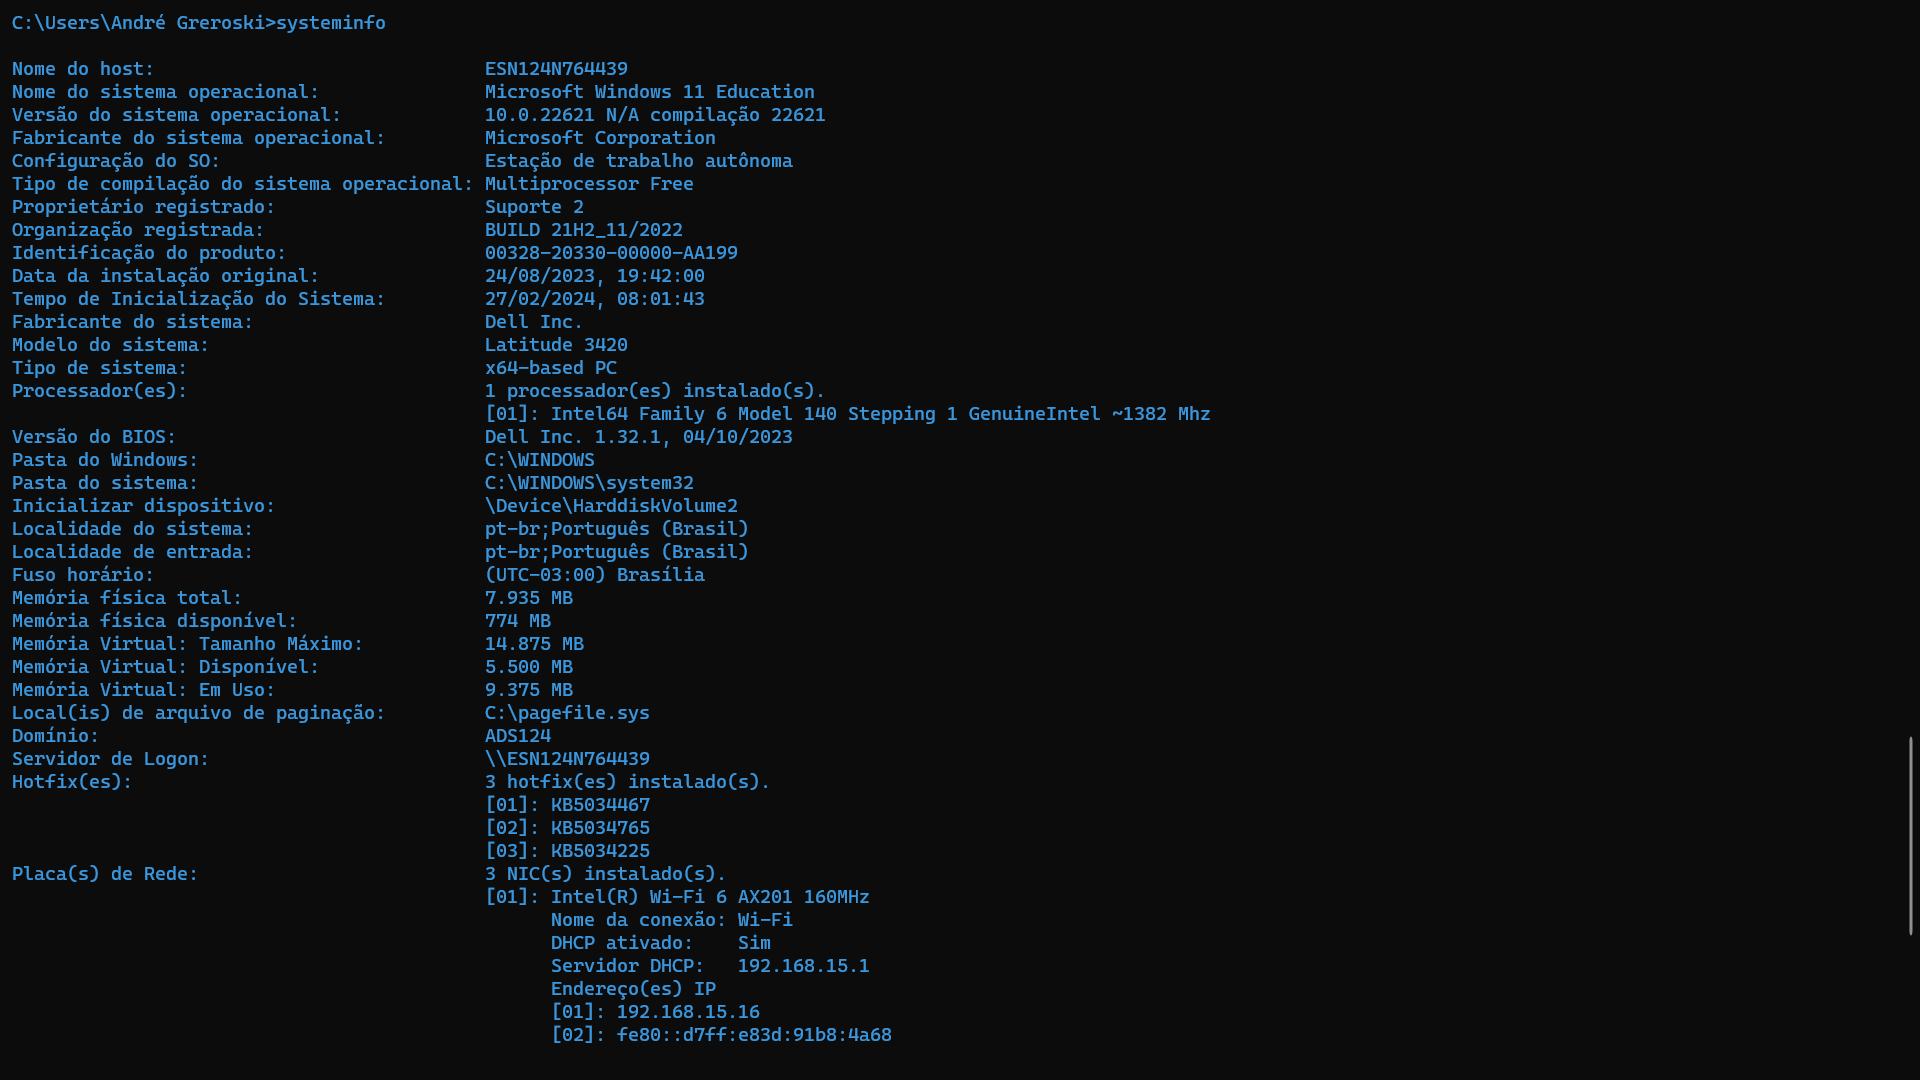 C:\Users\André Greroski>systeminfo
Nome do host: ESN124N764439
Nome do sistema operacional: Microsoft Windows 11 Education
Versão do sistema operacional: 10.0.22621 N/A compilação 22621
Fabricante do sistema operacional: Microsoft Corporation
Configuração do SO: Estação de trabalho autônoma
Tipo de compilação do sistema operacional: Multiprocessor Free
Proprietário registrado: Suporte 2
Organização registrada: BUILD 21H2_11/2022
Identificação do produto: 00328-20330-00000-AA199
Data da instalação original: 24/08/2023, 19:42:00
Tempo de Inicialização do Sistema: 27/02/2024, 08:01:43
Fabricante do sistema: Dell Inc.
Modelo do sistema: Latitude 3420
Tipo de sistema: x64-based PC
Processador(es): 1 processador(es) instalado(s).
[01]: Intel64 Family 6 Model 140 Stepping 1 GenuineIntel ~1382 Mhz
Versão do BIOS: Dell Inc. 1.32.1, 04/10/2023
Pasta do Windows: C:\WINDOWS
Pasta do sistema: C:\WINDOWS\system32
Inicializar dispositivo: \Device\HarddiskVolume2
Localidade do sistema: pt-br;Português (Brasil)
Localidade de entrada: pt-br;Português (Brasil)
Fuso horário: (UTC-03:00) Brasília
Memória física total: 7.935 MB
Memória física disponível: 774 MB
Memória Virtual: Tamanho Máximo: 14.875 MB
Memória Virtual: Disponível: 5.500 MB
Memória Virtual: Em Uso: 9.375 MB
Local(is) de arquivo de paginação: C:\pagefile.sys
Domínio: ADS124
Servidor de Logon: \\ESN124N764439
Hotfix(es): 3 hotfix(es) instalado(s).
[01]: KB5034467
[02]: KB5034765
[03]: KB5034225
Placa(s) de Rede: 3 NIC(s) instalado(s).
[01]: Intel(R) Wi-Fi 6 AX201 160MHz
Nome da conexão: Wi-Fi
DHCP ativado: Sim
Servidor DHCP: 192.168.15.1
Endereço(es) IP
[01]: 192.168.15.16
[02]: fe80::d7ff:e83d:91b8:4a68